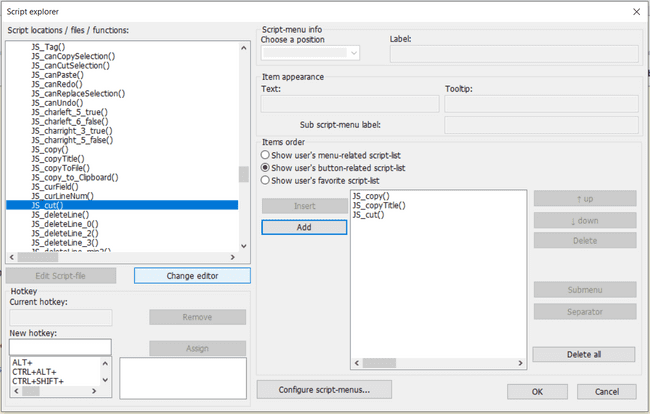 Script explorer
Script locations / files / functions:
JS_Tag()
JS_canCopySelection()
JS_canCutSelection()
JS_canPaste()
JS_canRedo()
JS_canReplaceSelection()
JS_canUndo()
JS_charleft_5_true()
JS_charleft_6_false()
JS_charright_3_true()
JS_charright_5_false()
JS_copy()
JS_copyTitle()
JS_copyToFile()
JS_copy_to_Clipboard()
JS_curField()
JS_curLineNum()
JS_cut()
JS_deleteLine()
JS_deleteLine_0()
JS_deleteLine_2()
JS_deleteLine_3()
Edit Script-file
Change editor
Hotkey
Current hotkey:
Remove
New hotkey:
Assign
ALT+
CTRL+ALT+
CTRL+SHIFT+
Script-menu info
Choose a position
Label:
Item appearance
Text:
Tooltip:
Sub script-menu label:
Items order
Show user's menu-related script-list
Show user's button-related script-list
Show user's favorite script-list
Insert
Add
JS_copy()
JS_copyTitle()
JS_cut()
↑ up
↓ down
Delete
Submenu
Separator
Delete all
Configure script-menus...
OK
Cancel